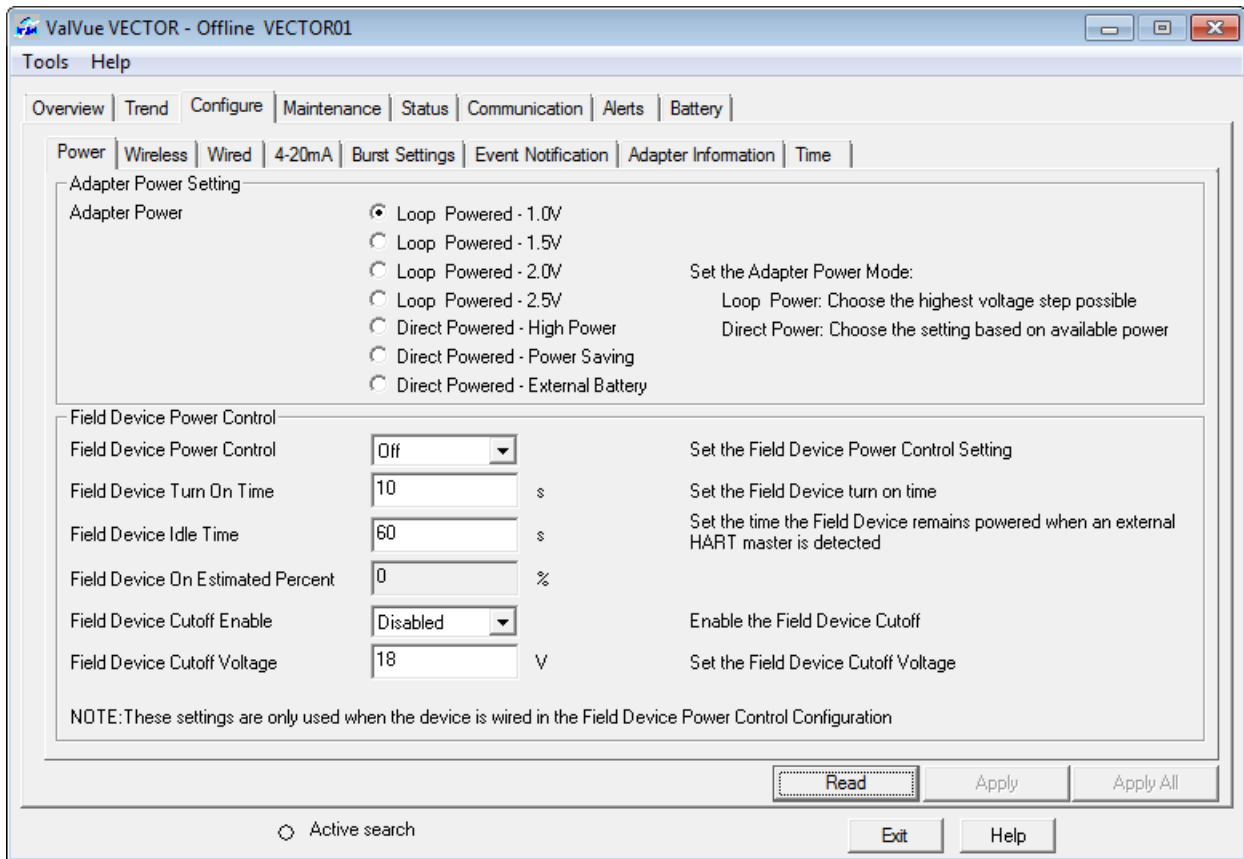 ValVue VECTOR - Offline VECTOR01
Tools Help
Overview Trend Configure Maintenance Status Communication Alerts Battery
Power Wireless Wired 4-20mA Burst Settings Event Notification Adapter Information Time
Adapter Power Setting
Adapter Power
Loop Powered - 1.0V
Loop Powered - 1.5V
Loop Powered - 2.0V
Loop Powered - 2.5V
Direct Powered - High Power
Direct Powered - Power Saving
Direct Powered - External Battery
Set the Adapter Power Mode:
Loop Power: Choose the highest voltage step possible
Direct Power: Choose the setting based on available power
Field Device Power Control
Field Device Power Control Off Set the Field Device Power Control Setting
Field Device Turn On Time 10 s Set the Field Device turn on time
Field Device Idle Time 60 s Set the time the Field Device remains powered when an external
HART master is detected
Field Device On Estimated Percent 0 %
Field Device Cutoff Enable Disabled Enable the Field Device Cutoff
Field Device Cutoff Voltage 18 V Set the Field Device Cutoff Voltage
NOTE:These settings are only used when the device is wired in the Field Device Power Control Configuration
Read Apply Apply All
Active search
Exit Help